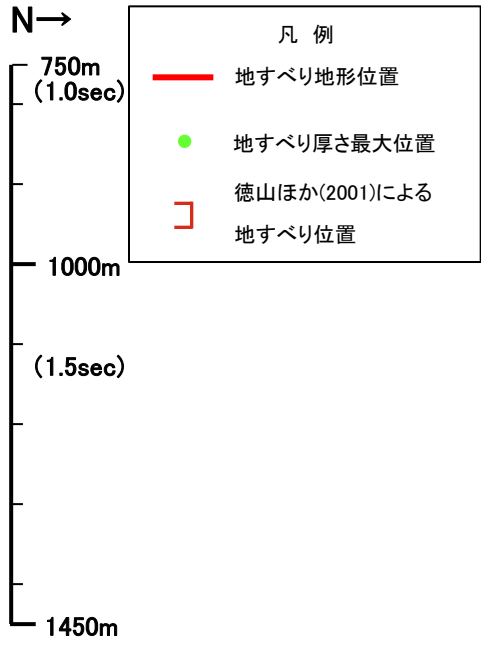 N→
750m
(1.0sec)
1000m
(1.5sec)
1450m
凡 例
地すべり地形位置
地すべり厚さ最大位置
徳山ほか(2001)による
地すべり位置